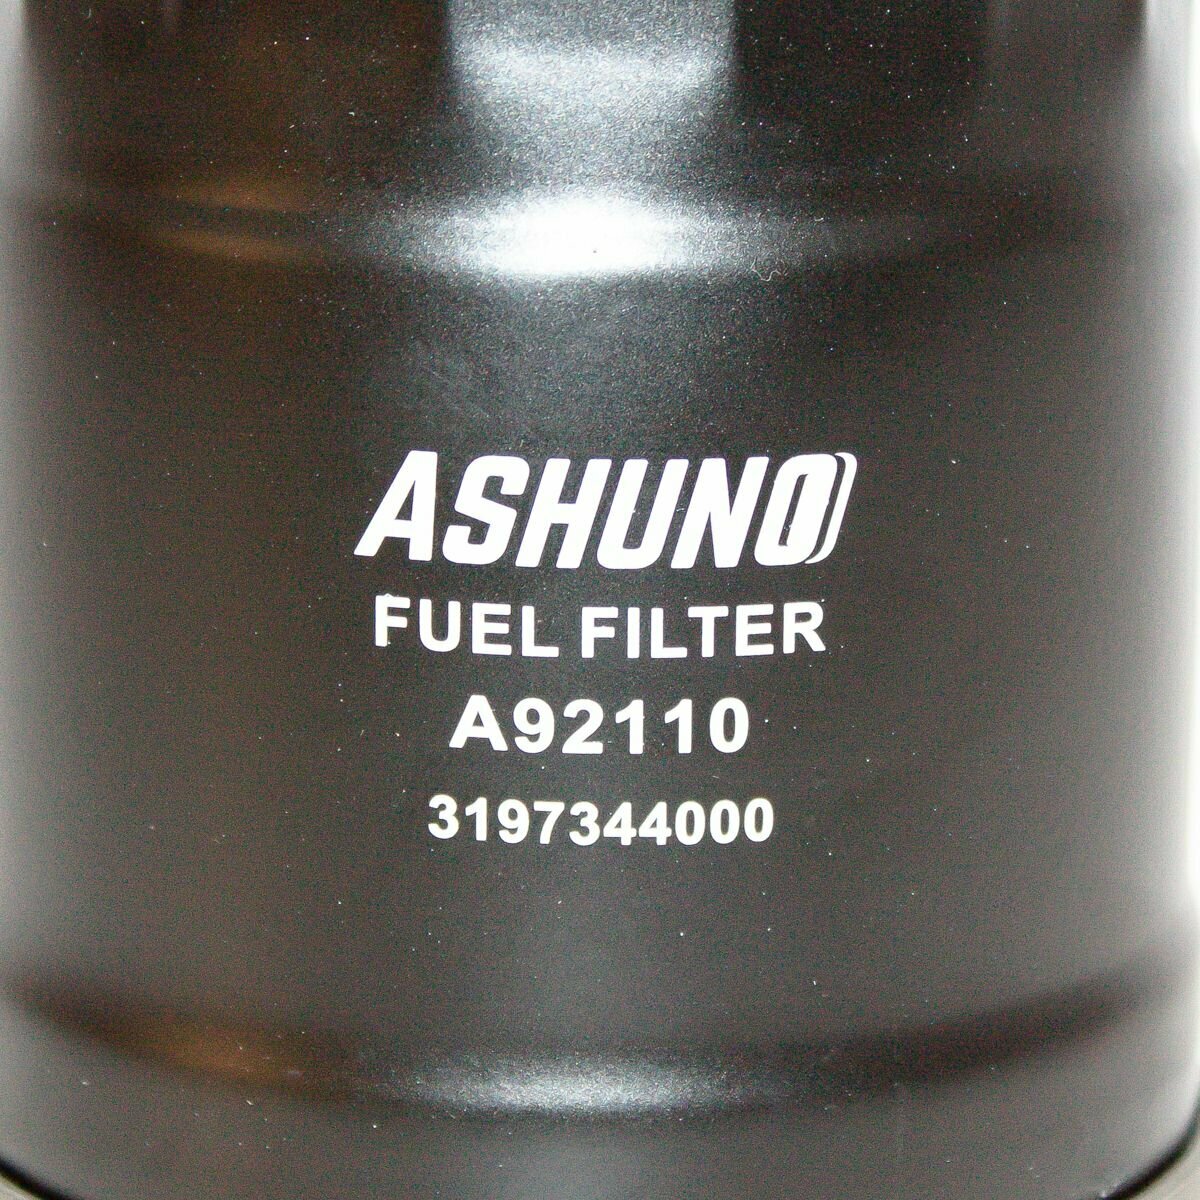 ASHUNO
FUEL FILTER
A92110
3197344000